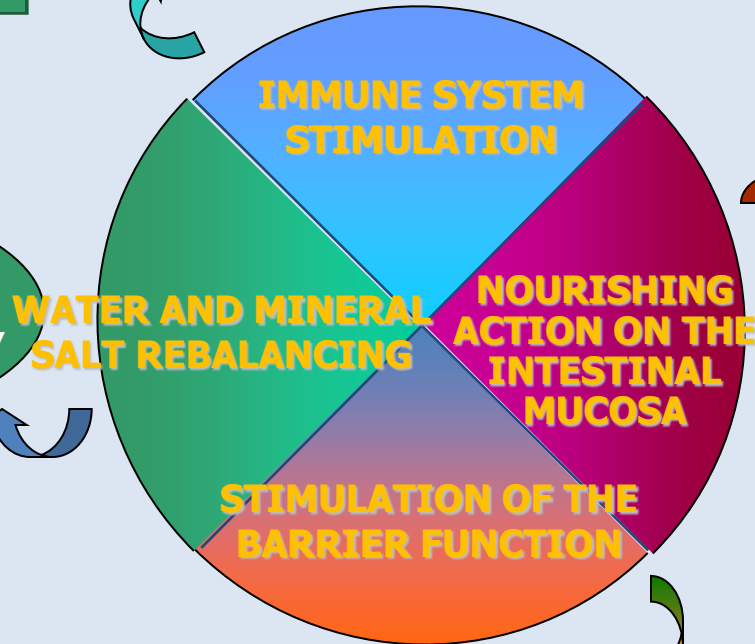 IMMUNE SYSTEM
STIMULATION
WATER AND MINERAL
SALT REBALANCING
NOURISHING
ACTION ON THE
INTESTINAL
MUCOSA
STIMULATION OF THE
BARRIER FUNCTION